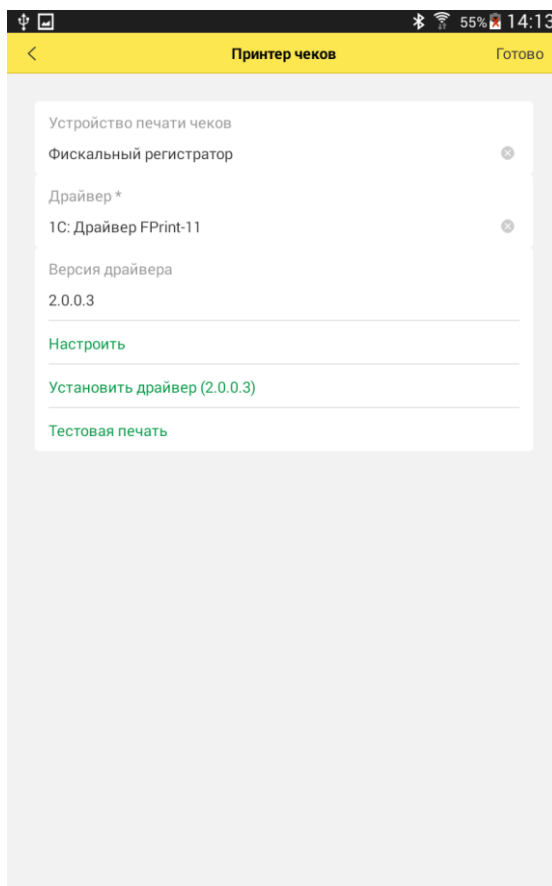 55% 14:13
Принтер чеков Готово
Устройство печати чеков
Фискальный регистратор
Драйвер *
1С: Драйвер FPrint-11
Версия драйвера
2.0.0.3
Настроить
Установить драйвер (2.0.0.3)
Тестовая печать